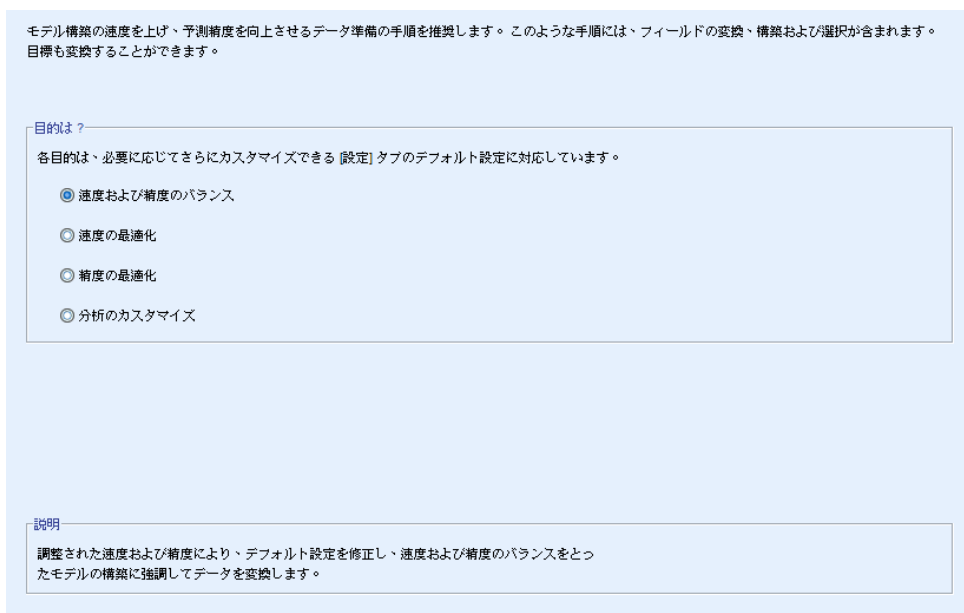 モデル構築の速度を上げ、予測精度を向上させるデータ準備の手順を推奨します。このような手順には、フィールドの変換、構築および選択が含まれます。
目標も変換することができます。
目的は?
各目的は、必要に応じてさらにカスタマイズできる [設定] タブのデフォルト設定に対応しています。
速度および精度のバランス
速度の最適化
精度の最適化
分析のカスタマイズ
説明
調整された速度および精度により、デフォルト設定を修正し、速度および精度のバランスをとっ
たモデルの構築に強調してデータを変換します。